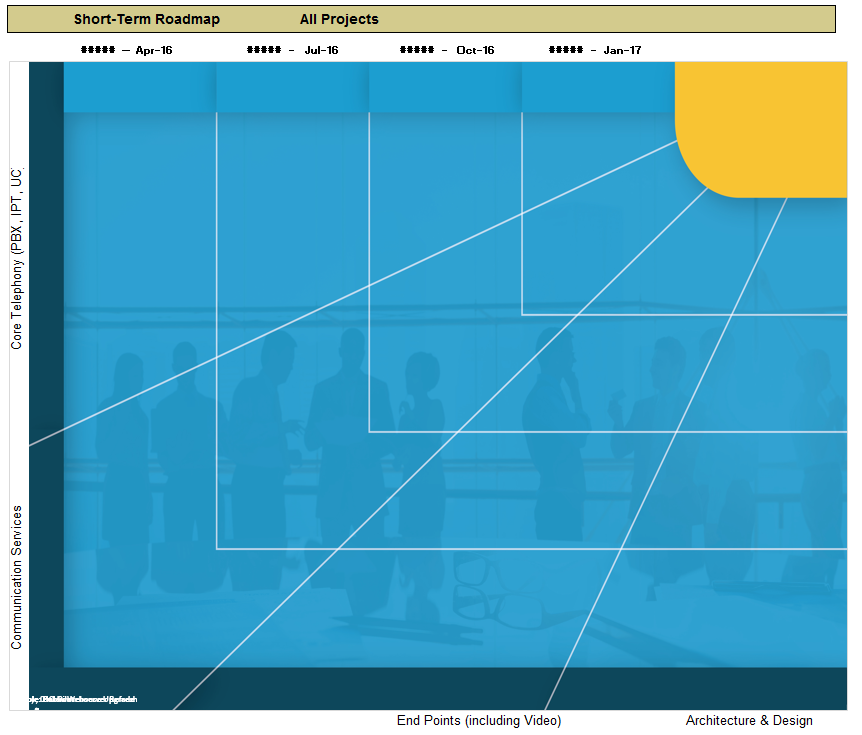 Short-Term Roadmap All Projects
##### – Apr-16 ##### - Jul-16 ##### - Oct-16 ##### - Jan-17
Core Telephony (PBX, IPT, UC)
Communication Services
End Points (including Video) Architecture & Design